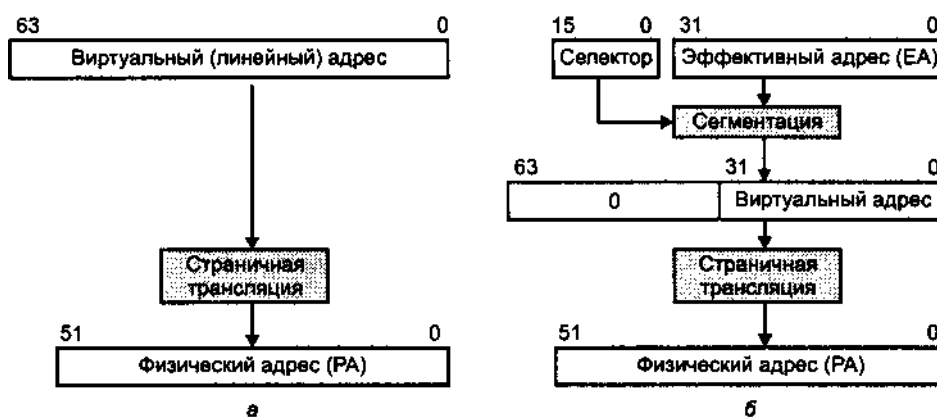 63 0
Виртуальный (линейный) адрес
Страничная
трансляция
51 0
Физический адрес (PA)
а
15 0 31 0
Селектор Эффективный адрес (EA)
Сегментация
63 31 0
0 Виртуальный адрес
Страничная
трансляция
51 0
Физический адрес (PA)
б